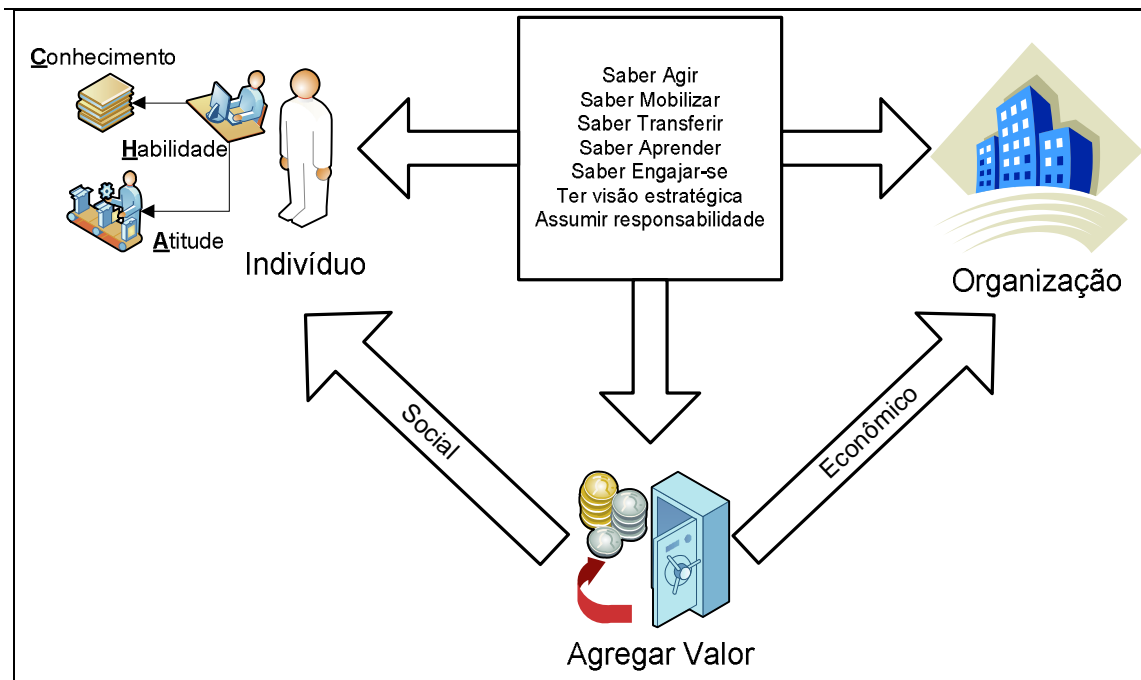 Conhecimento
Habilidade
Atitude
Indivíduo
Saber Agir
Saber Mobilizar
Saber Transferir
Saber Aprender
Saber Engajar-se
Ter visão estratégica
Assumir responsabilidade
Organização
Social
Econômico
Agregar Valor